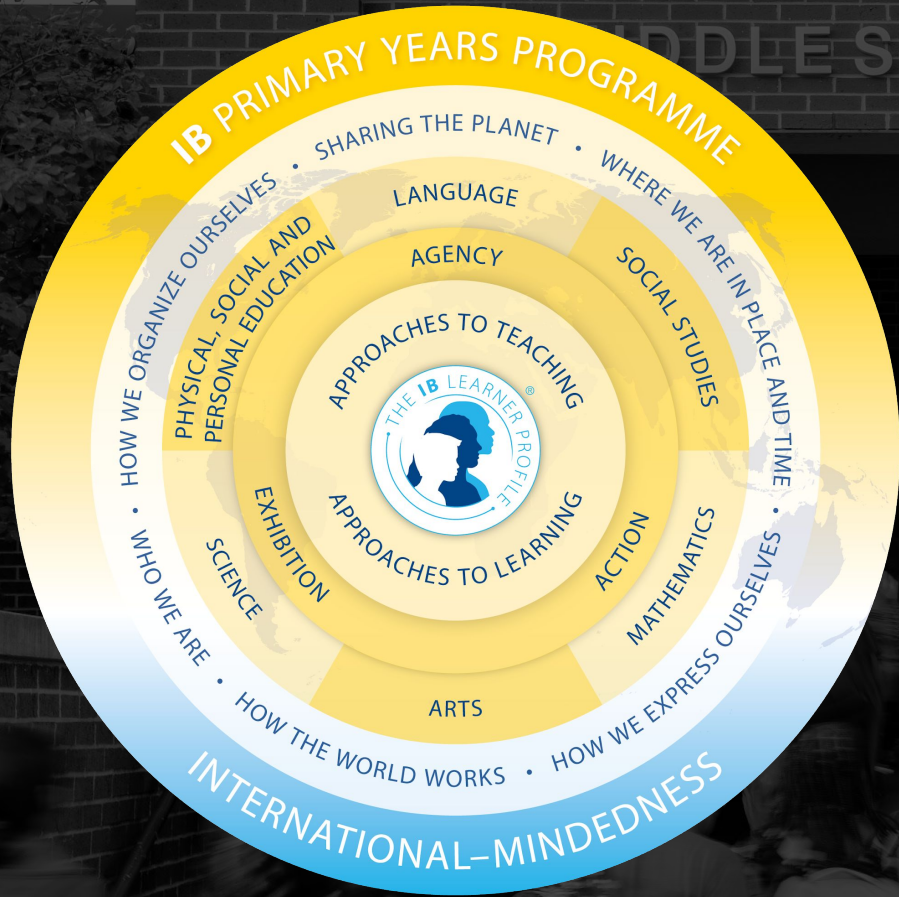 IB PRIMARY YEARS PROGRAMME
SHARING THE PLANET
•
WHERE WE ARE IN PLACE AND TIME
•
HOW WE EXPRESS OURSELVES
•
HOW THE WORLD WORKS
•
WHO WE ARE
•
HOW WE ORGANIZE OURSELVES
•
LANGUAGE
SOCIAL STUDIES
MATHEMATICS
ARTS
SCIENCE
PHYSICAL, SOCIAL AND
PERSONAL EDUCATION
AGENCY
ACTION
EXHIBITION
APPROACHES TO TEACHING
APPROACHES TO LEARNING
THE IB LEARNER PROFILE
®
INTERNATIONAL–MINDEDNESS
DDLE S